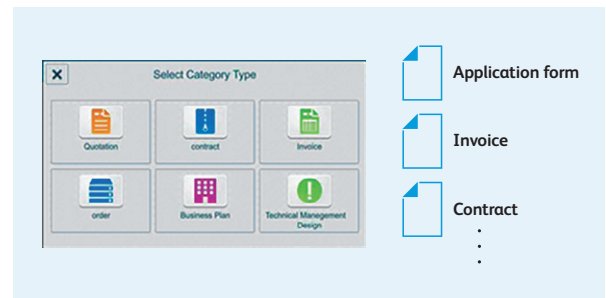 Select Category Type
Quotation
contract
Invoice
order
Business Plan
Technical Management
Design
Application form
Invoice
Contract